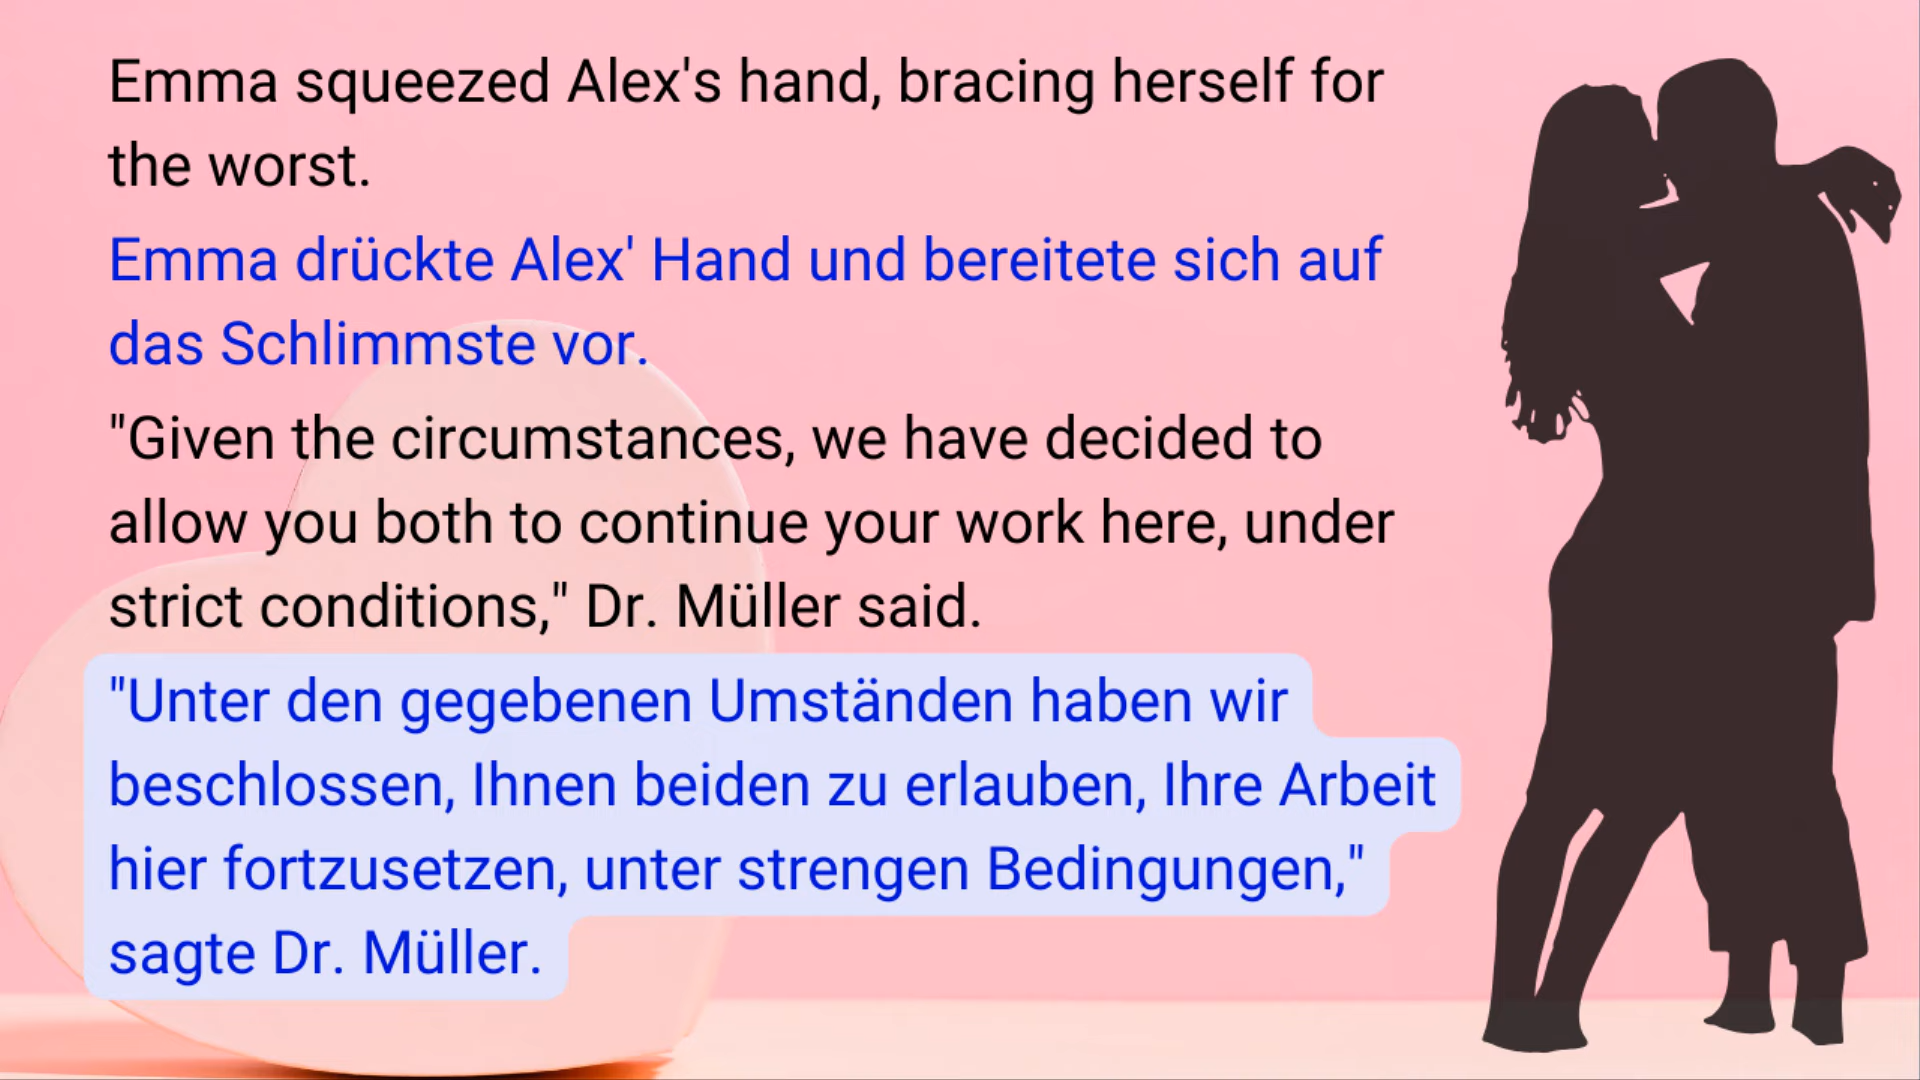 Emma squeezed Alex's hand, bracing herself for
the worst.
Emma drückte Alex' Hand und bereitete sich auf
das Schlimmste vor.
"Given the circumstances, we have decided to
allow you both to continue your work here, under
strict conditions," Dr. Müller said.
"Unter den gegebenen Umständen haben wir
beschlossen, Ihnen beiden zu erlauben, Ihre Arbeit
hier fortzusetzen, unter strengen Bedingungen,"
sagte Dr. Müller.